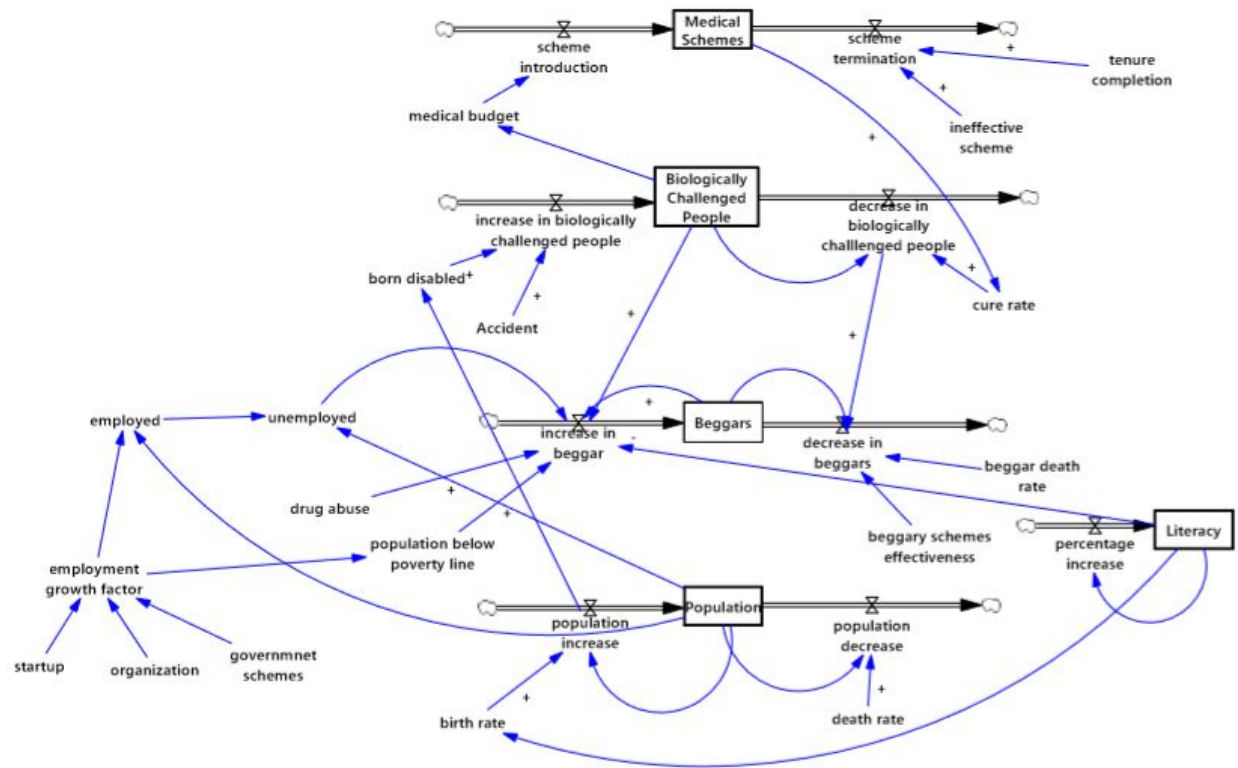 Medical
Schemes
scheme
introduction
scheme
termination
+
tenure
completion
+
medical budget
ineffective
scheme
+
Biologically
Challenged
People
increase in biologically
challenged people
decrease in
biologically
challlenged people
born disabled+
+
+
cure rate
Accident
+
+
employed
unemployed
+
Beggars
increase in
beggar
-
decrease in
beggars
beggar death
rate
drug abuse
+
+
population below
poverty line
beggary schemes
effectiveness
percentage
increase
Literacy
employment
growth factor
Population
population
increase
population
decrease
startup
organization
governmnet
schemes
+
+
birth rate
death rate